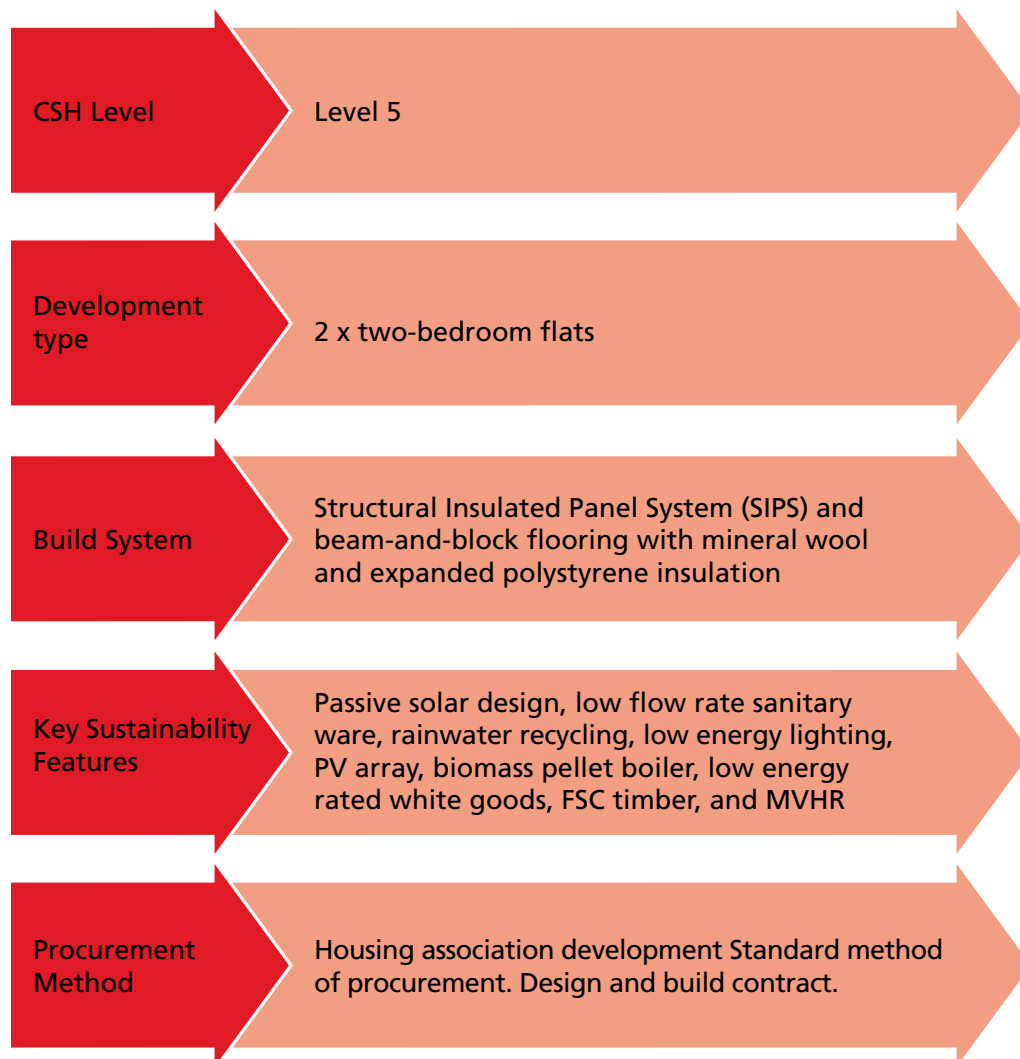 CSH Level
Level 5
Development
type
2 x two-bedroom flats
Build System
Structural Insulated Panel System (SIPS) and
beam-and-block flooring with mineral wool
and expanded polystyrene insulation
Key Sustainability
Features
Passive solar design, low flow rate sanitary
ware, rainwater recycling, low energy lighting,
PV array, biomass pellet boiler, low energy
rated white goods, FSC timber, and MVHR
Procurement
Method
Housing association development Standard method
of procurement. Design and build contract.